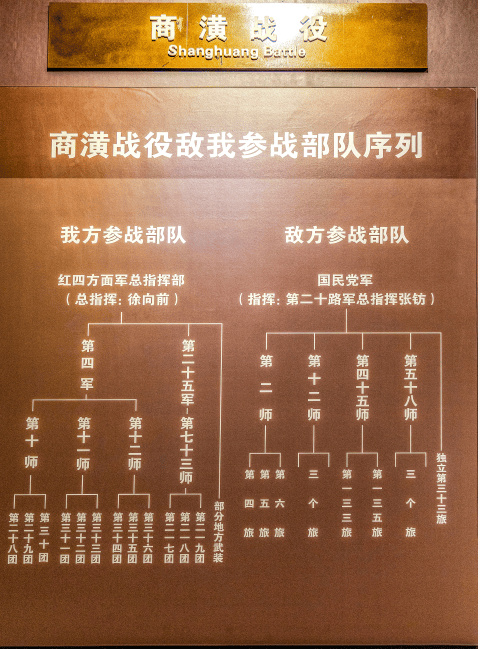 商潢战役
Shanghuang Battle
商潢战役敌我参战部队序列
我方参战部队
红四方面军总指挥部
（总指挥：徐向前）
第四军
第二十五军
第十师
第十一师
第十二师
第七十三师
第二十八团
第二十九团
第三十团
第三十一团
第三十二团
第三十三团
第三十四团
第三十五团
第三十六团
第二一七团
第二一八团
第二一九团
部分地方武装
敌方参战部队
国民党军
（指挥：第二十路军总指挥张钫）
第二师
第十二师
第四十五师
第五十八师
第四旅
第五旅
第六旅
三个旅
第一三三旅
第一三五旅
三个旅
独立第三十三旅